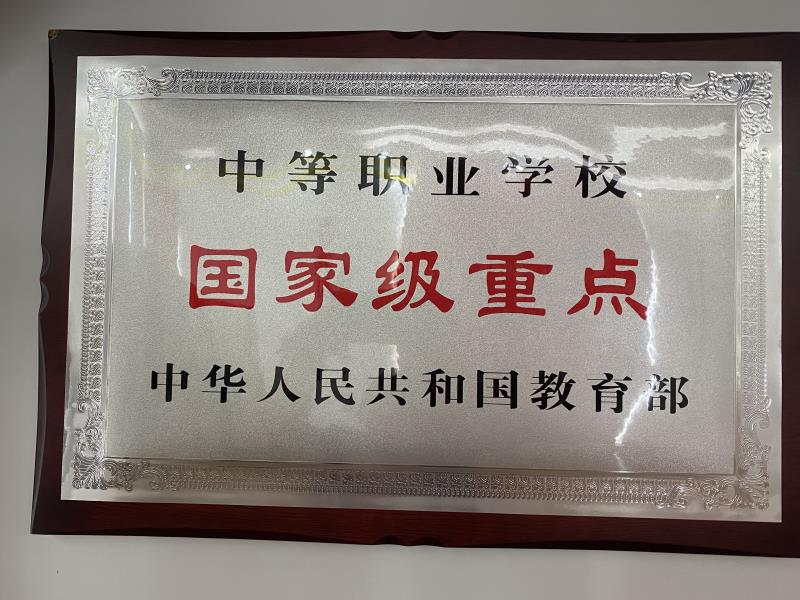 中等职业学校
国家级重点
中华人民共和国教育部